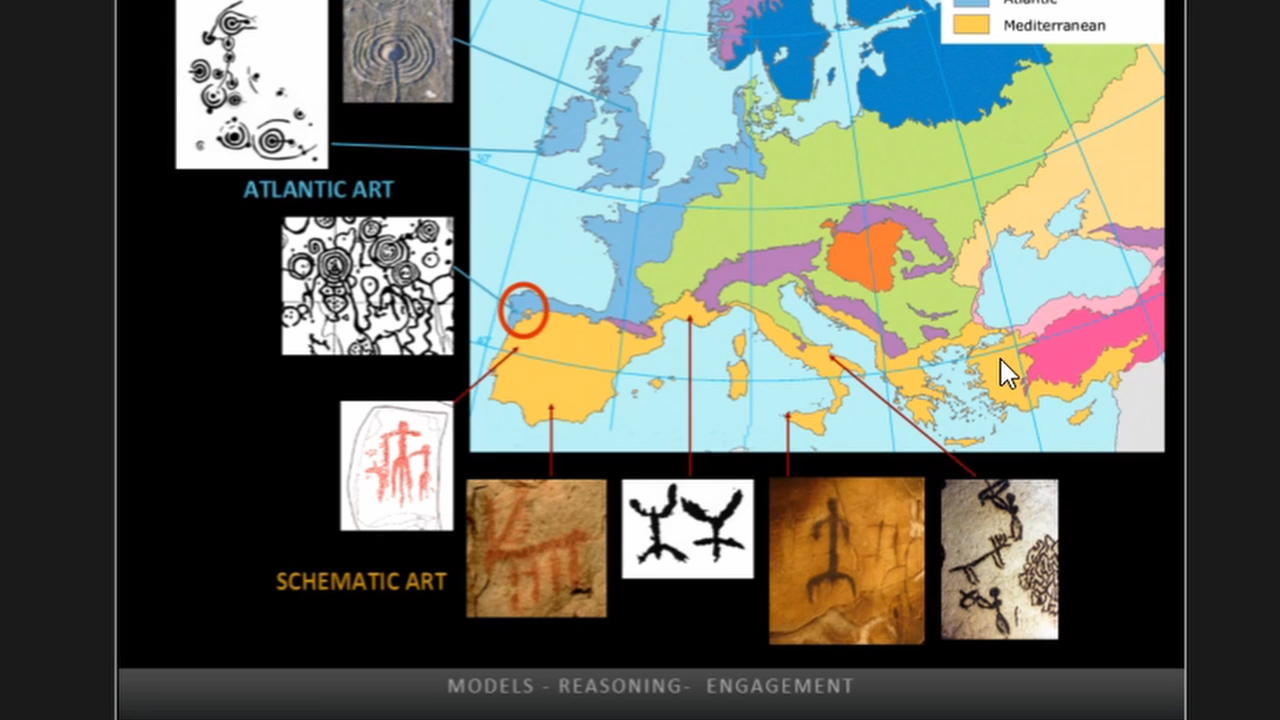 Atlantic
Mediterranean
ATLANTIC ART
SCHEMATIC ART
MODELS - REASONING- ENGAGEMENT